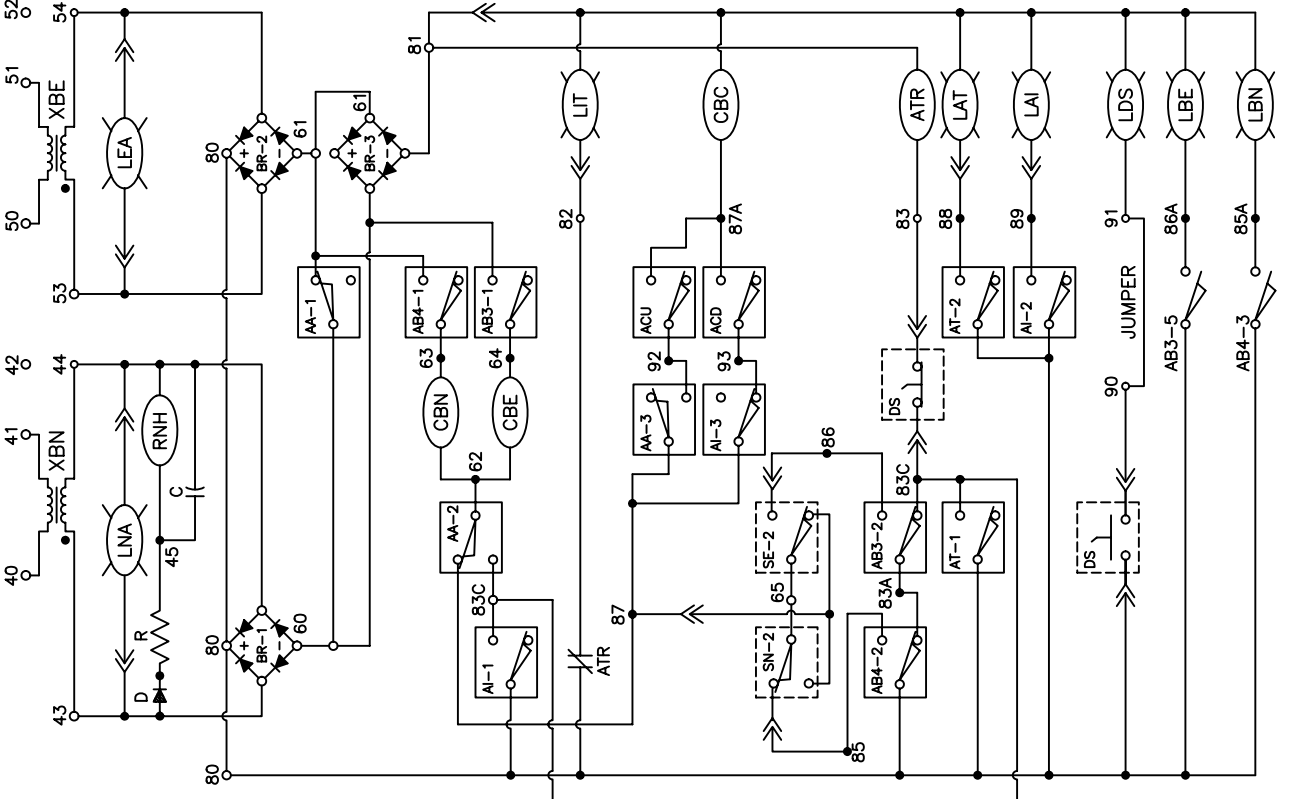 52
54
51
XBE
50
53
LEA
42
44
41
XBN
40
43
LNA
RNH
C
45
R
D
80
+
BR-2
-
61
61
+
BR-3
-
80
+
BR-1
-
60
80
81
AA-1
AB4-1
AB3-1
63
64
CBN
CBE
62
AA-2
83C
AI-1
LIT
82
ATR
CBC
87A
ACU
ACD
92
93
AA-3
AI-3
87
ATR
83
LAT
88
LAI
89
AT-2
AI-2
DS
86
83C
SE-2
65
SN-2
AB3-2
AT-1
83A
AB4-2
85
LDS
91
JUMPER
90
DS
LBE
86A
AB3-5
LBN
85A
AB4-3